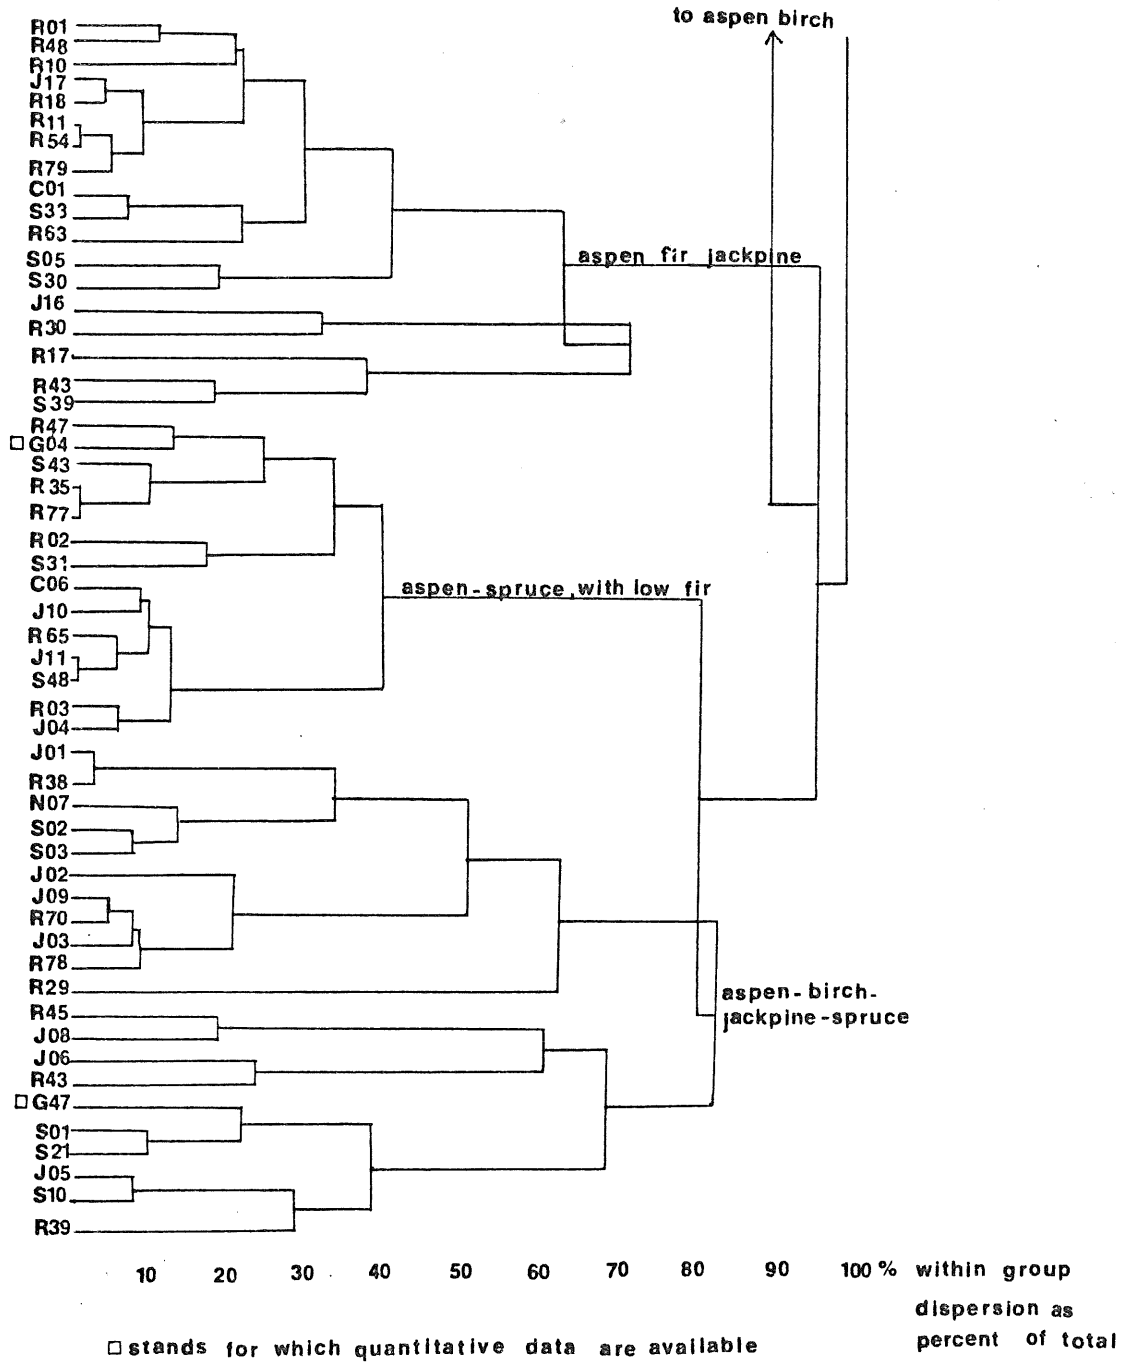 to aspen birch
R01
R48
R10
J17
R18
R11
R54
R79
C01
S33
R63
S05
aspen fir jackpine
S30
J16
R30
R17
R43
S39
R47
□ G04
S43
R35
R77
R02
S31
C06
aspen-spruce, with low fir
J10
R65
J11
S48
R03
J04
J01
R38
N07
S02
S03
J02
J09
R70
J03
R78
R29
aspen-birch-
jackpine-spruce
R45
J08
J06
R43
□ G47
S01
S21
J05
S10
R39
10 20 30 40 50 60 70 80 90 100 % within group
dispersion as
percent of total
□ stands for which quantitative data are available